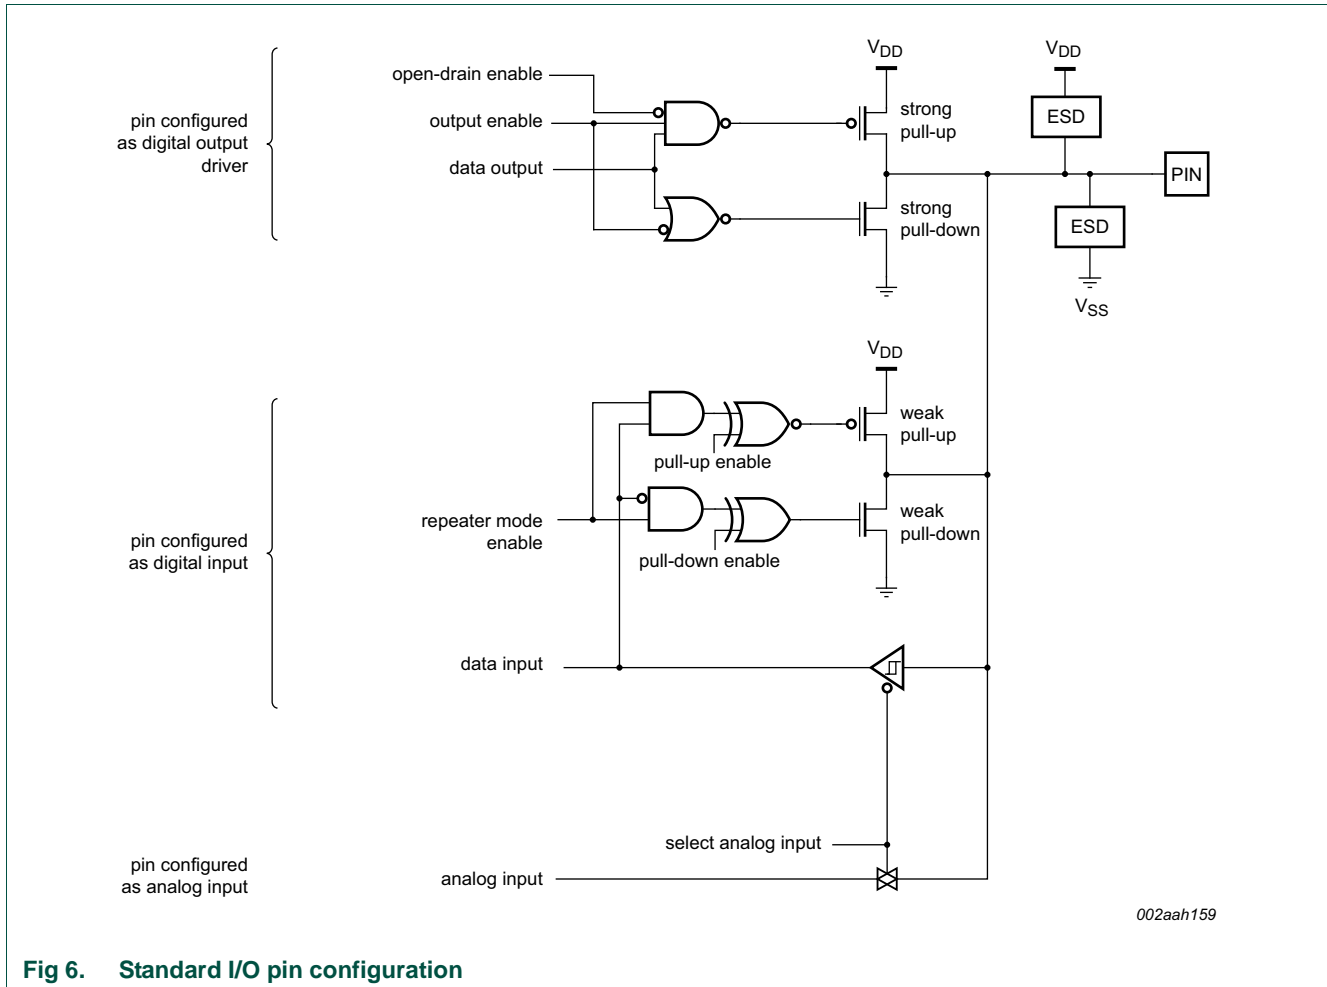 open-drain enable
output enable
data output
pin configured
as digital output
driver
VDD
strong
pull-up
strong
pull-down
VDD
ESD
PIN
ESD
VSS
VDD
weak
pull-up
pull-up enable
repeater mode
enable
weak
pull-down
pull-down enable
pin configured
as digital input
data input
select analog input
pin configured
as analog input
analog input
002aah159
Fig 6. Standard I/O pin configuration